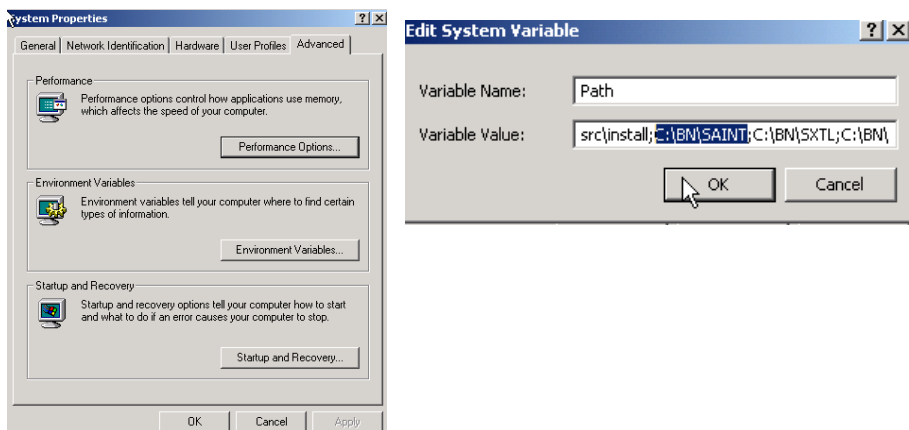 System Properties
General
Network Identification
Hardware
User Profiles
Advanced
Performance
Performance options control how applications use memory,
which affects the speed of your computer.
Performance Options...
Environment Variables
Environment variables tell your computer where to find certain
types of information.
Environment Variables...
Startup and Recovery
Startup and recovery options tell your computer how to start
and what to do if an error causes your computer to stop.
Startup and Recovery...
OK
Cancel
Apply
Edit System Variable
Variable Name:
Path
Variable Value:
src\install;C:\BN\SAINT;C:\BN\SXTL;C:\BN\
OK
Cancel